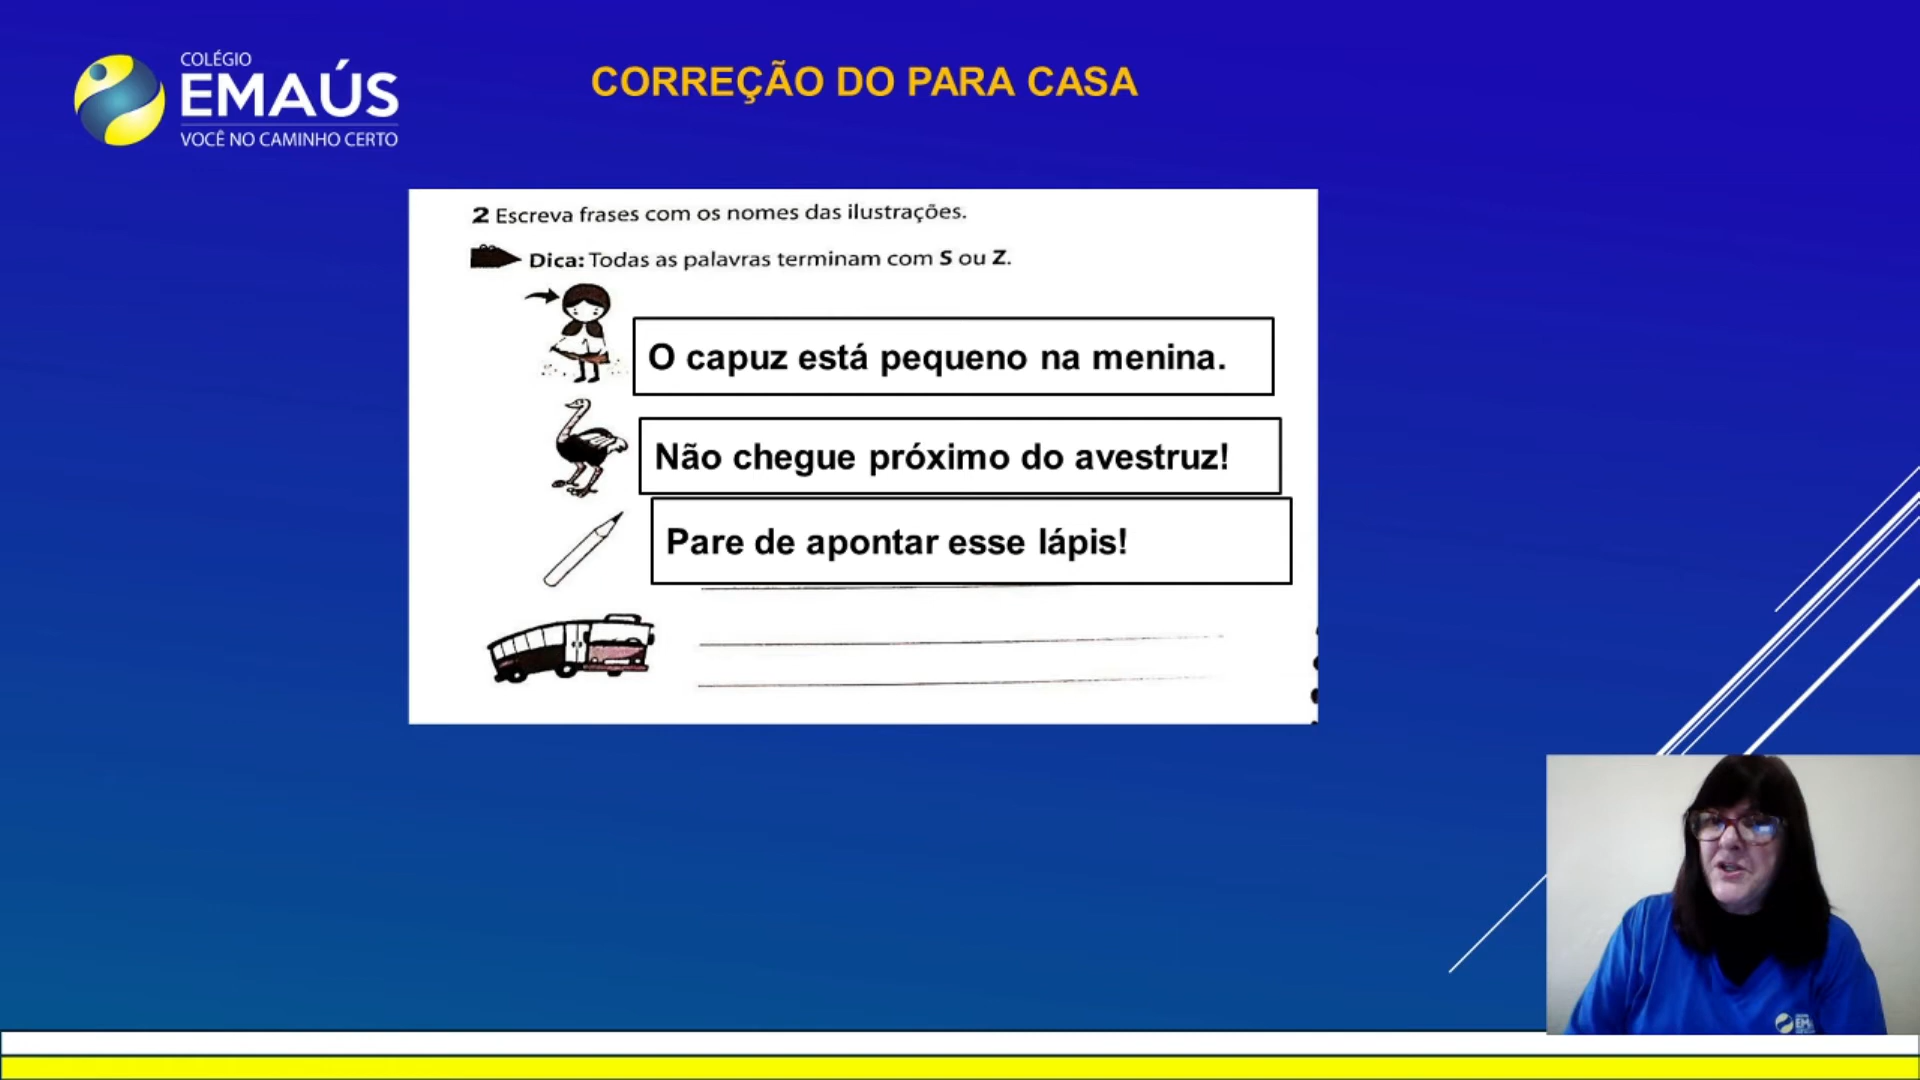 COLÉGIO
EMAÚS
VOCÊ NO CAMINHO CERTO
CORREÇÃO DO PARA CASA
2 Escreva frases com os nomes das ilustrações.
Dica: Todas as palavras terminam com S ou Z.
O capuz está pequeno na menina.
Não chegue próximo do avestruz!
Pare de apontar esse lápis!